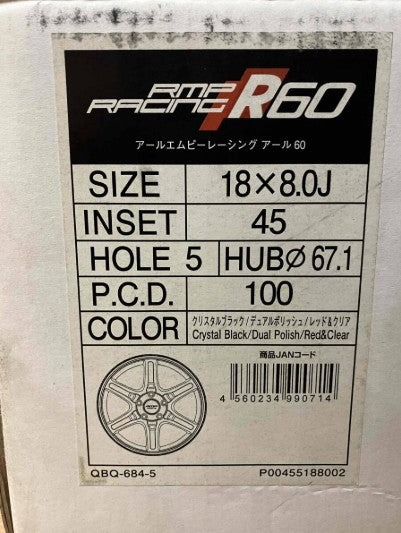 RMP
RACING R60
アールエムピーレーシング アール 60
SIZE 18×8.0J
INSET 45
HOLE 5 HUBØ 67.1
P.C.D. 100
COLOR クリスタルブラック/デュアルポリッシュ/レッド&クリア
Crystal Black/Dual Polish/Red&Clear
商品JANコード
4 560234 990714
QBQ-684-5 P00455188002